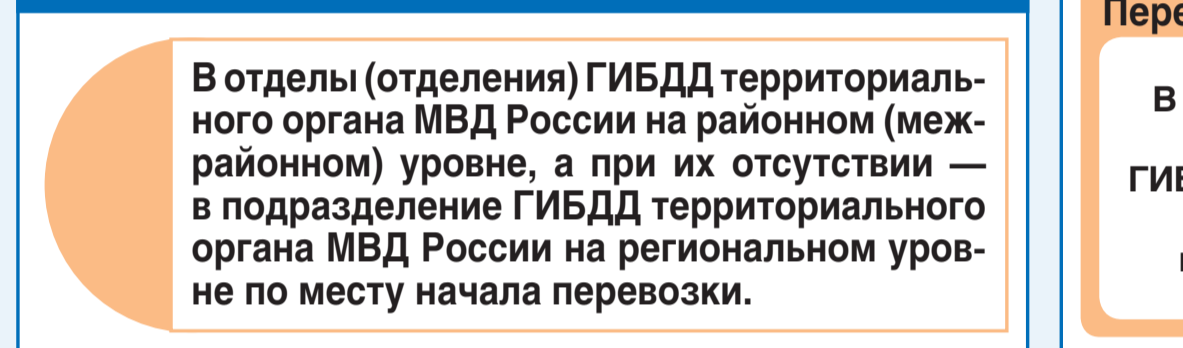 В отделы (отделения) ГИБДД территориаль-
ного органа МВД России на районном (меж-
районном) уровне, а при их отсутствии —
в подразделение ГИБДД территориального
органа МВД России на региональном уров-
не по месту начала перевозки.
В